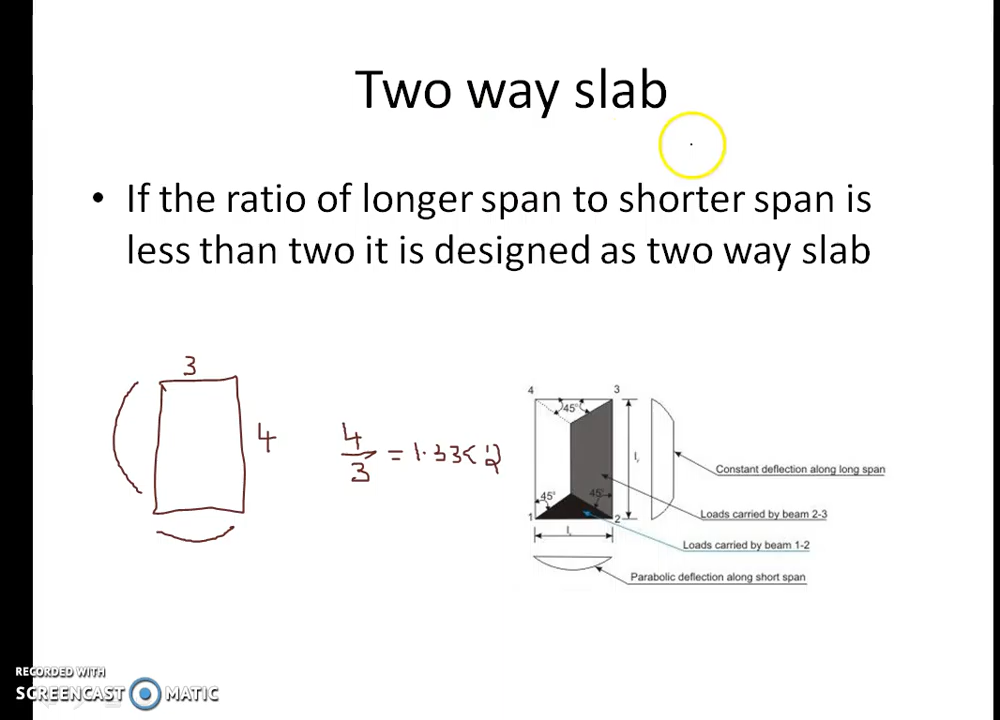 Two way slab
• If the ratio of longer span to shorter span is
less than two it is designed as two way slab
3
4
4/3 = 1.33 < 2
4
3
45°
45°
45°
1
2
l
l
Constant deflection along long span
Loads carried by beam 2-3
Loads carried by beam 1-2
Parabolic deflection along short span
RECORDED WITH
SCREENCAST MATIC